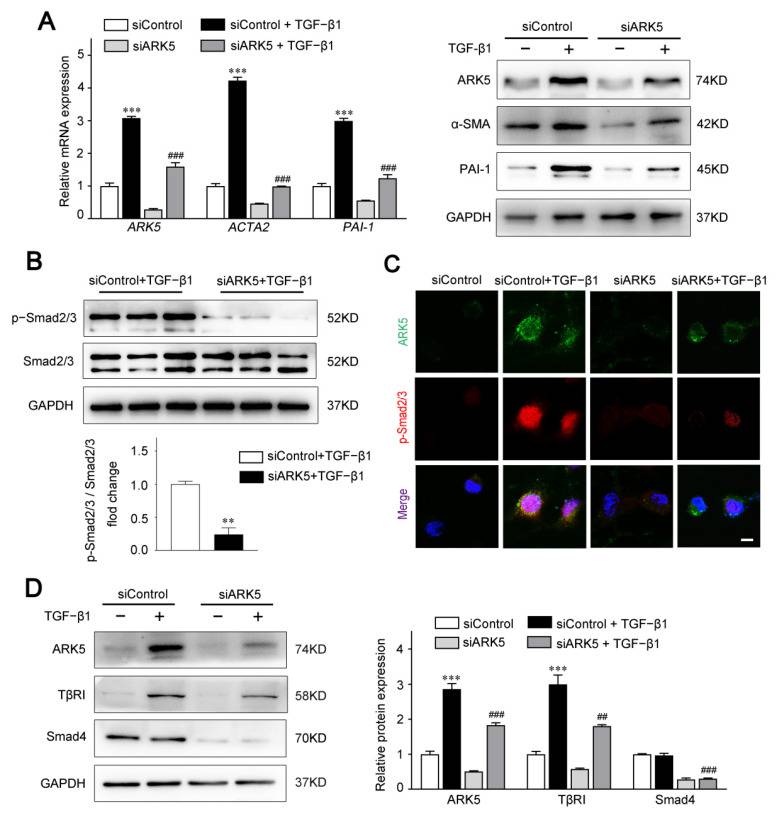 A
siControl
siControl + TGF−β1
siARK5
siARK5 + TGF−β1
Relative mRNA expression
5
4
3
2
1
0
***
###
***
###
***
###
ARK5
ACTA2
PAI-1
siControl
siARK5
TGF-β1
−
+
−
+
ARK5
74KD
α-SMA
42KD
PAI-1
45KD
GAPDH
37KD
B
siControl+TGF−β1
siARK5+TGF−β1
p−Smad2/3
52KD
Smad2/3
52KD
GAPDH
37KD
p-Smad2/3 / Smad2/3
flod change
1.5
1.0
0.5
0.0
**
siControl+TGF−β1
siARK5+TGF−β1
C
siControl
siControl+TGF−β1
siARK5
siARK5+TGF−β1
ARK5
p-Smad2/3
Merge
D
siControl
siARK5
TGF−β1
−
+
−
+
ARK5
74KD
TβRI
58KD
Smad4
70KD
GAPDH
37KD
siControl
siControl + TGF−β1
siARK5
siARK5 + TGF−β1
Relative protein expression
4
3
2
1
0
***
###
***
##
###
ARK5
TβRI
Smad4